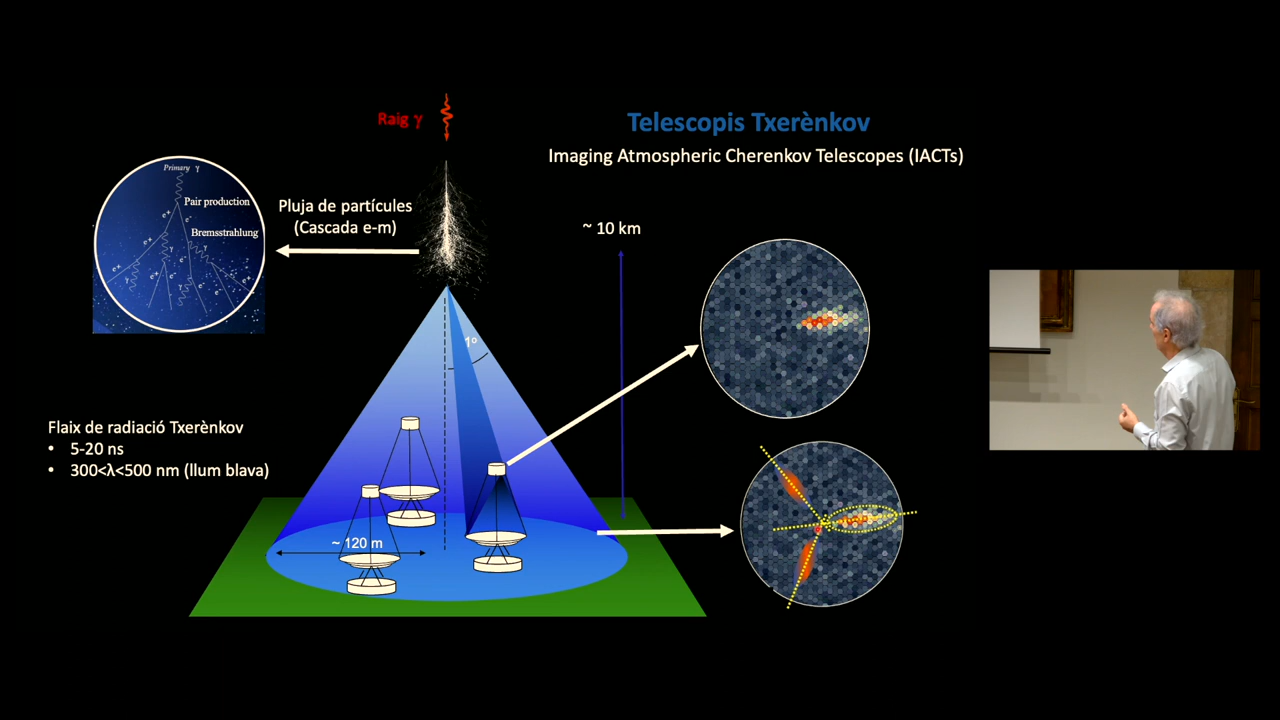 Raig γ
Telescopis Txerènkov
Imaging Atmospheric Cherenkov Telescopes (IACTs)
Primary γ
Pair production
e+
e-
Bremsstrahlung
e+
γ
γ
e+
e-
e+
e-
e-
e+
e-
Pluja de partícules
(Cascada e-m)
~ 10 km
1º
Flaix de radiació Txerènkov
• 5-20 ns
• 300<λ<500 nm (llum blava)
~ 120 m